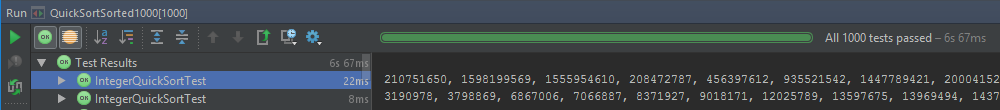 Run QuickSortSorted1000[1000]
All 1000 tests passed – 6s 67ms
Test Results 6s 67ms
IntegerQuickSortTest 22ms 210751650, 1598199569, 1555954610, 208472787, 456397612, 935521542, 1447789421, 20004152
IntegerQuickSortTest 8ms 3190978, 3798869, 6867006, 7066887, 8371927, 9018171, 12025789, 13597675, 13969494, 1437